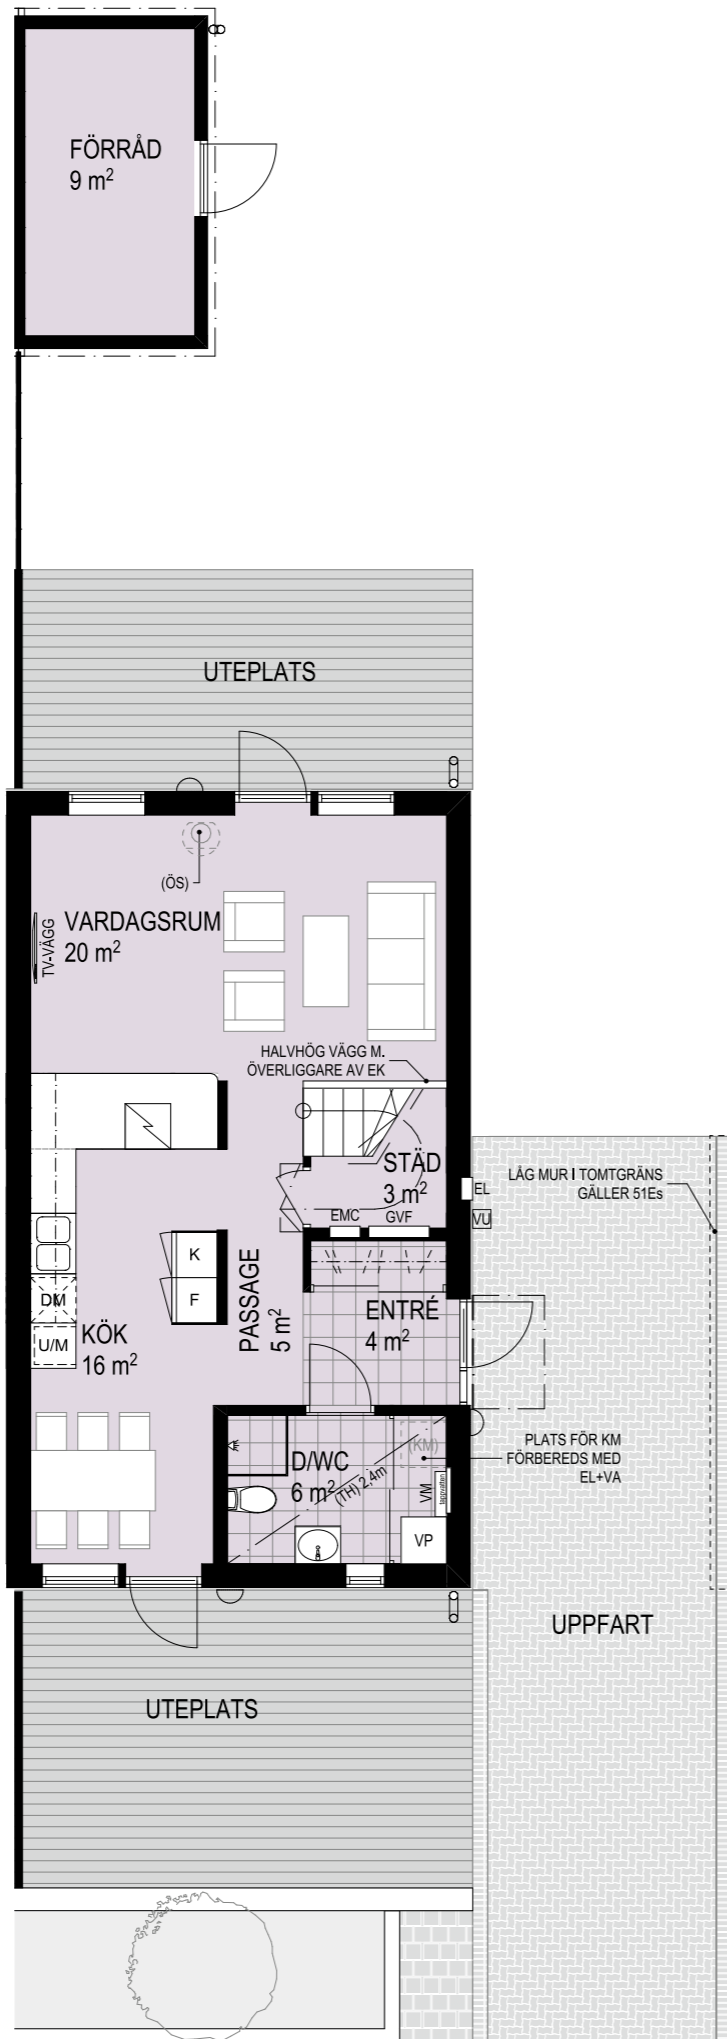 FÖRRÅD
9 m²
UTEPLATS
(ÖS)
TV-VÄGG
VARDAGSRUM
20 m²
HALVHÖG VÄGG M.
ÖVERLIGGARE AV EK
STÄD
3 m²
EMC
GVF
EL
VU
LÅG MUR I TOMTGRÄNS
GÄLLER 51Es
K
F
DM
U/M
KÖK
16 m²
PASSAGE
5 m²
ENTRÉ
4 m²
D/WC
6 m²
(TH) 2,4m
(KM)
VM
tappvatten
VP
PLATS FÖR KM
FÖRBEREDS MED
EL+VA
UPPFART
UTEPLATS